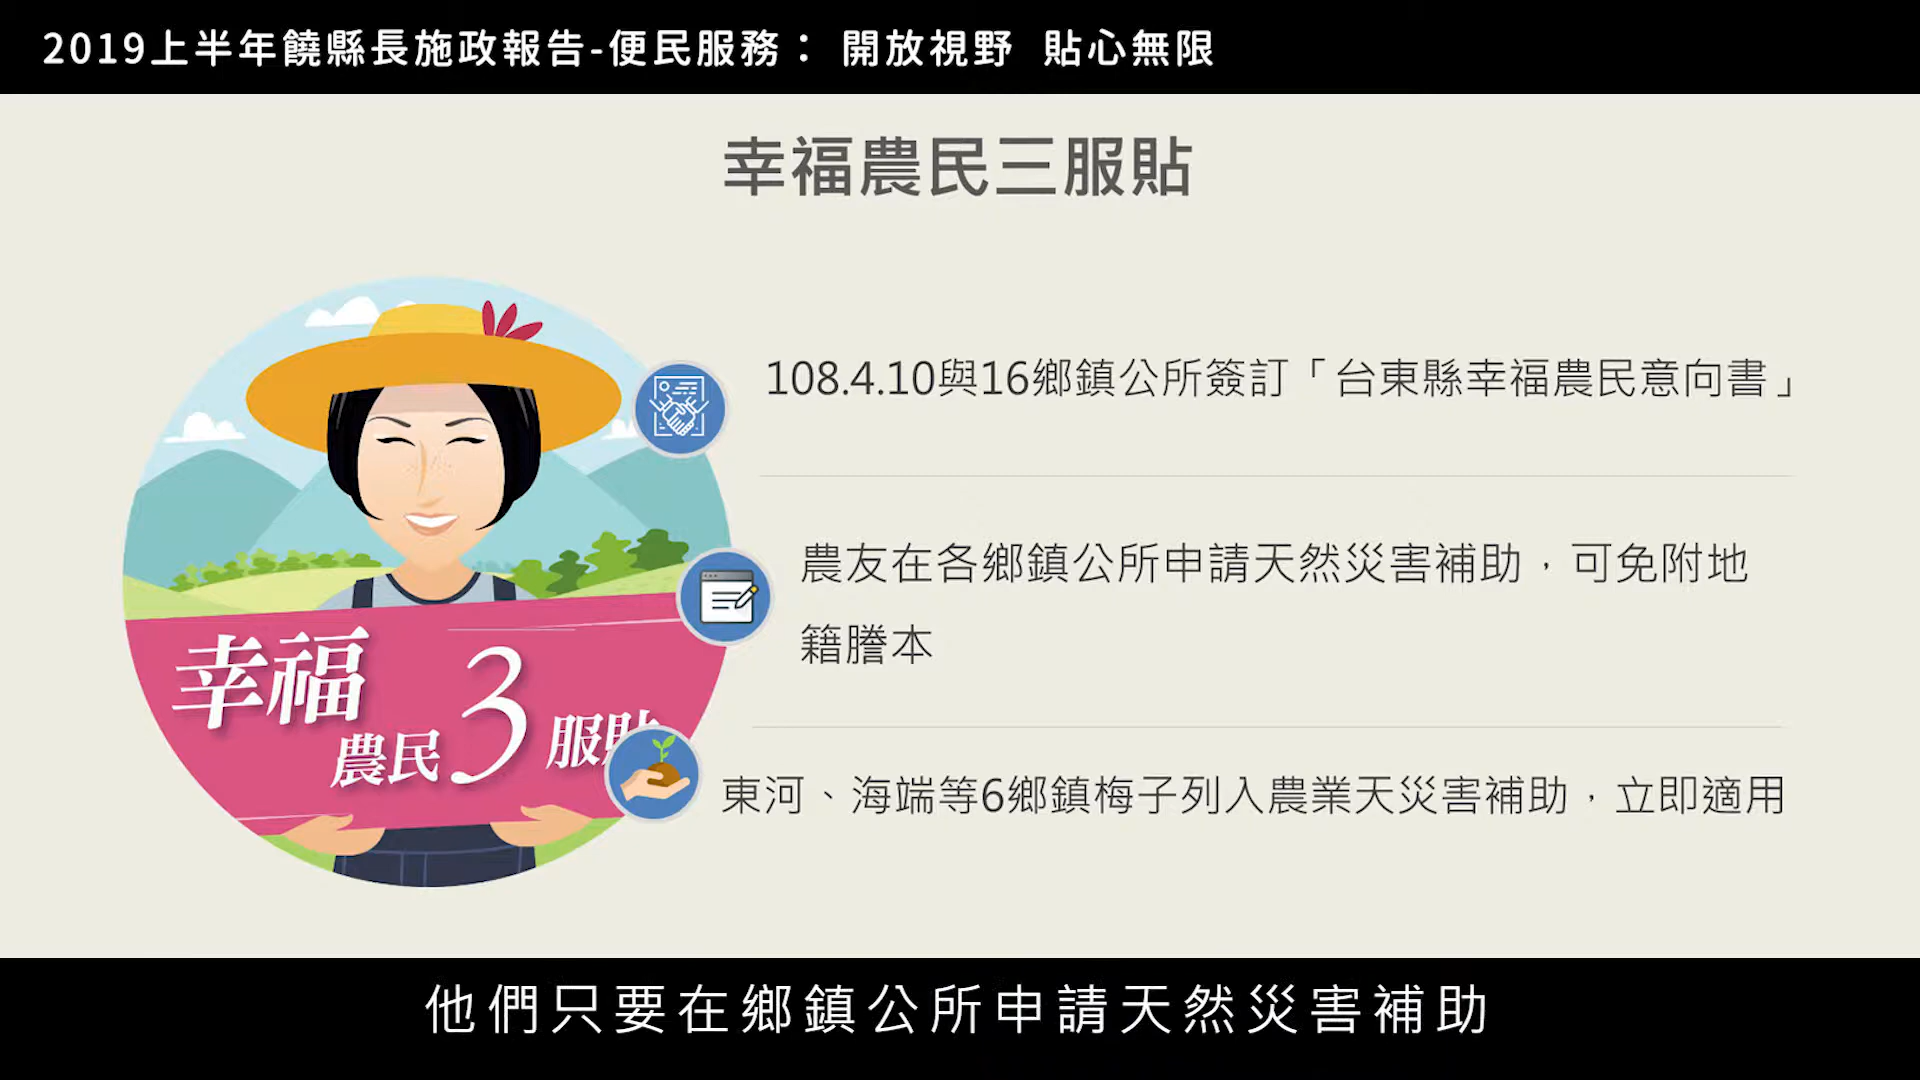 2019上半年饒縣長施政報告-便民服務： 開放視野 貼心無限
幸福農民三服貼
108.4.10與16鄉鎮公所簽訂「台東縣幸福農民意向書」
農友在各鄉鎮公所申請天然災害補助，可免附地
籍謄本
東河、海端等6鄉鎮梅子列入農業天災害補助，立即適用
幸福
農民3服貼
他們只要在鄉鎮公所申請天然災害補助